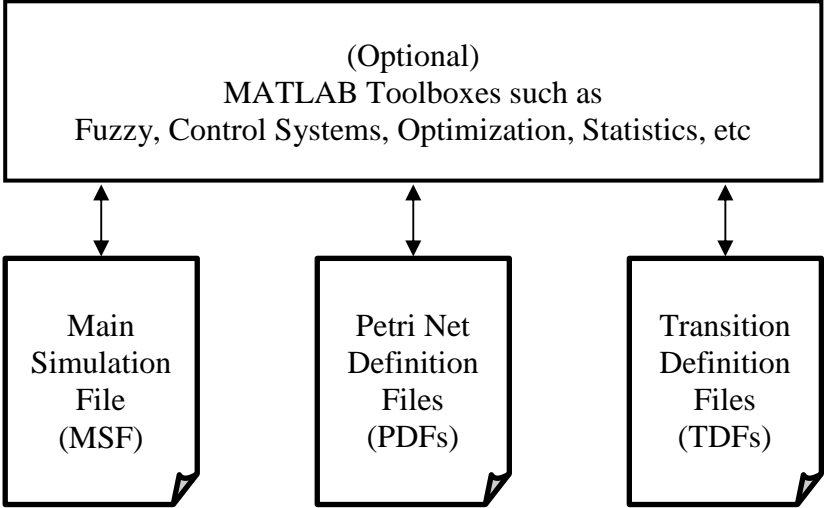 (Optional)
MATLAB Toolboxes such as
Fuzzy, Control Systems, Optimization, Statistics, etc
Main
Simulation
File
(MSF)
Petri Net
Definition
Files
(PDFs)
Transition
Definition
Files
(TDFs)